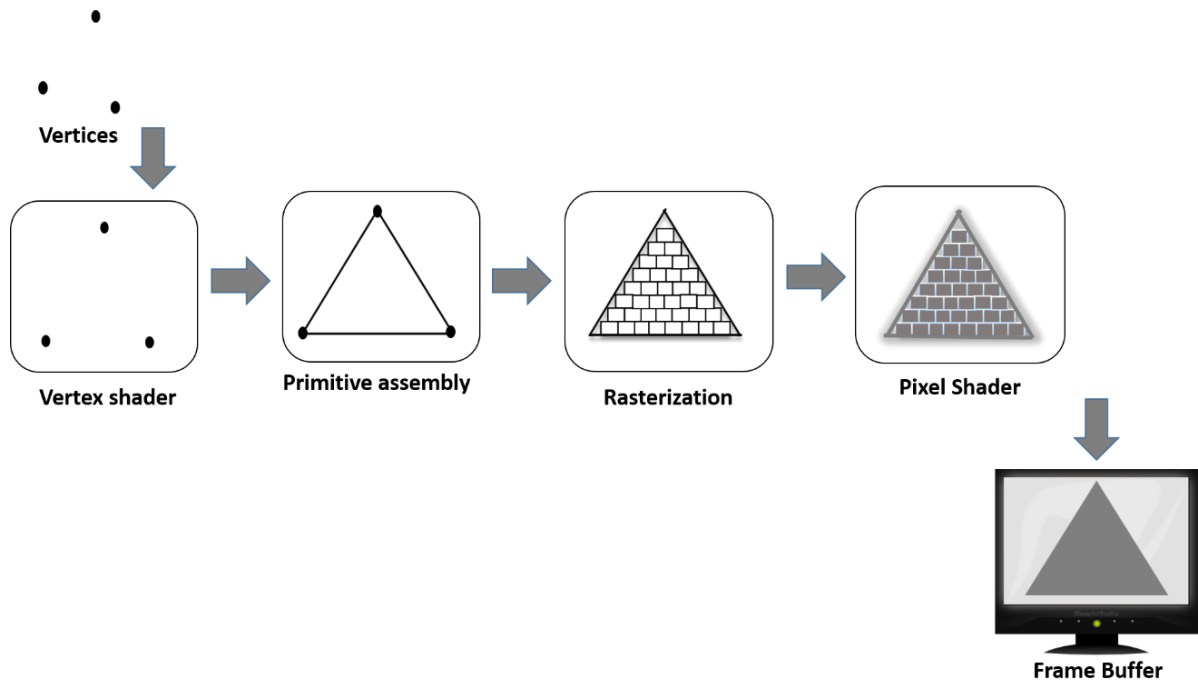 Vertices
Vertex shader
Primitive assembly
Rasterization
Pixel Shader
Frame Buffer